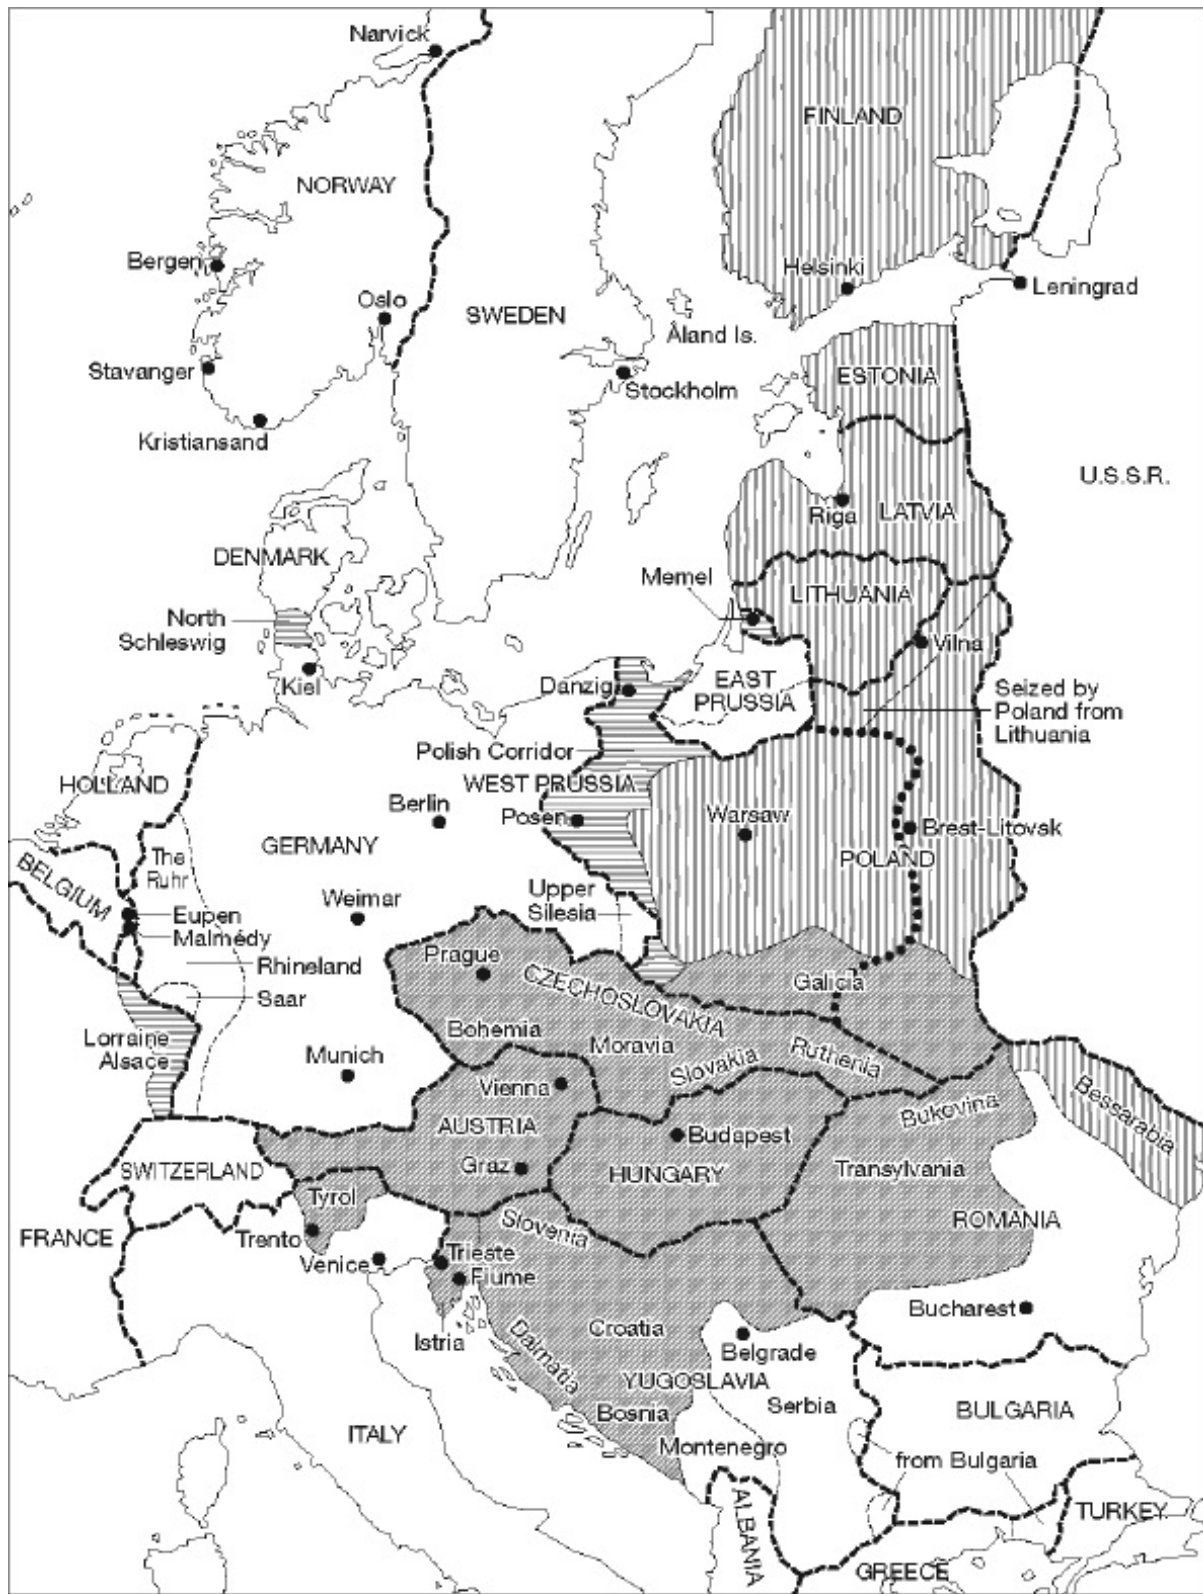 Narvick
FINLAND
NORWAY
Bergen
Helsinki
Leningrad
Oslo
SWEDEN
Åland Is.
Stavanger
ESTONIA
Stockholm
Kristiansand
U.S.S.R.
Riga
LATVIA
DENMARK
Memel
LITHUANIA
North
Schleswig
Vilna
Kiel
Danzig
EAST
PRUSSIA
Seized by
Poland from
Lithuania
Polish Corridor
HOLLAND
WEST PRUSSIA
Berlin
Posen
Warsaw
Brest-Litovsk
GERMANY
The
Ruhr
POLAND
BELGIUM
Weimar
Upper
Silesia
Eupen
Malmédy
Prague
Rhineland
CZECHOSLOVAKIA
Galicia
Saar
Lorraine
Alsace
Bohemia
Moravia
Slovakia
Ruthenia
Munich
Vienna
Bukovina
Bessarabia
AUSTRIA
Budapest
SWITZERLAND
Graz
HUNGARY
Transylvania
Tyrol
Slovenia
ROMANIA
FRANCE
Trento
Venice
Trieste
Fiume
Bucharest
Istria
Dalmatia
Croatia
Belgrade
YUGOSLAVIA
Serbia
BULGARIA
ITALY
Bosnia
Montenegro
from Bulgaria
ALBANIA
TURKEY
GREECE